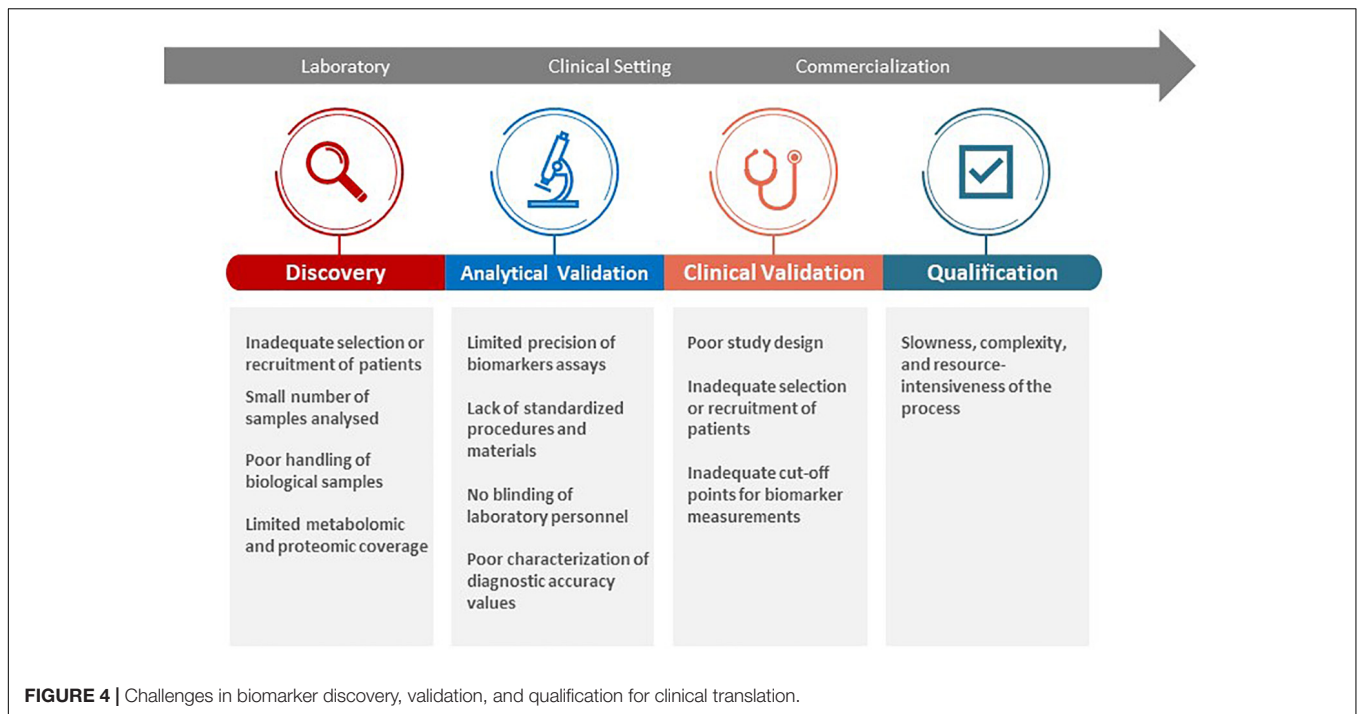 Laboratory
Clinical Setting
Commercialization
Discovery
Analytical Validation
Clinical Validation
Qualification
Inadequate selection or
recruitment of patients
Small number of
samples analysed
Poor handling of
biological samples
Limited metabolomic
and proteomic coverage
Limited precision of
biomarkers assays
Lack of standardized
procedures and
materials
No blinding of
laboratory personnel
Poor characterization of
diagnostic accuracy
values
Poor study design
Inadequate selection
or recruitment of
patients
Inadequate cut-off
points for biomarker
measurements
Slowness, complexity,
and resource-
intensiveness of the
process
FIGURE 4 | Challenges in biomarker discovery, validation, and qualification for clinical translation.